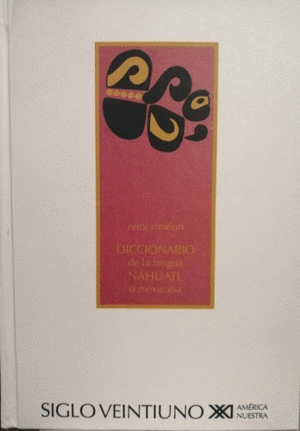 rémi siméon
DICCIONARIO
de la lengua
NÁHUATL
o mexicana
SIGLO VEINTIUNO XXI AMÉRICA
NUESTRA